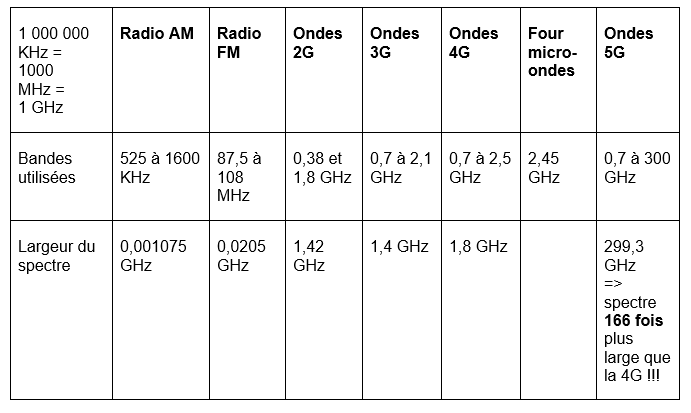 1 000 000
KHz =
1000
MHz =
1 GHz
Radio AM
Radio
FM
Ondes
2G
Ondes
3G
Ondes
4G
Four
micro-
ondes
Ondes
5G
Bandes
utilisées
525 à 1600
KHz
87,5 à
108
MHz
0,38 et
1,8 GHz
0,7 à 2,1
GHz
0,7 à 2,5
GHz
2,45
GHz
0,7 à 300
GHz
Largeur du
spectre
0,001075
GHz
0,0205
GHz
1,42
GHz
1,4 GHz
1,8 GHz
299,3
GHz
=>
spectre
166 fois
plus
large que
la 4G !!!